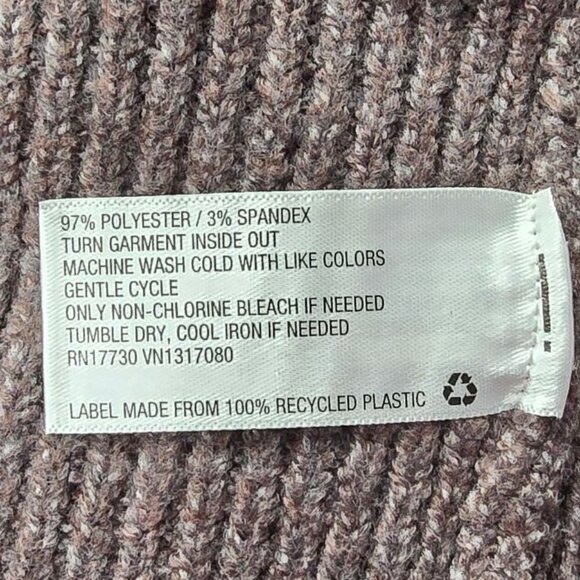 97% POLYESTER / 3% SPANDEX
TURN GARMENT INSIDE OUT
MACHINE WASH COLD WITH LIKE COLORS
GENTLE CYCLE
ONLY NON-CHLORINE BLEACH IF NEEDED
TUMBLE DRY, COOL IRON IF NEEDED
RN17730 VN1317080
LABEL MADE FROM 100% RECYCLED PLASTIC